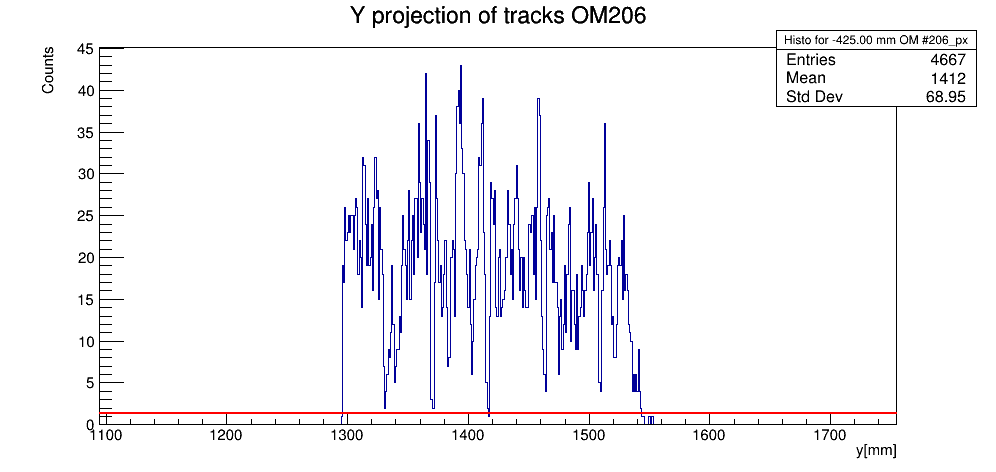 Y projection of tracks OM206
Histo for -425.00 mm OM #206_px
Entries 4667
Mean 1412
Std Dev 68.95
Counts
45
40
35
30
25
20
15
10
5
0
1100 1200 1300 1400 1500 1600 1700
y[mm]